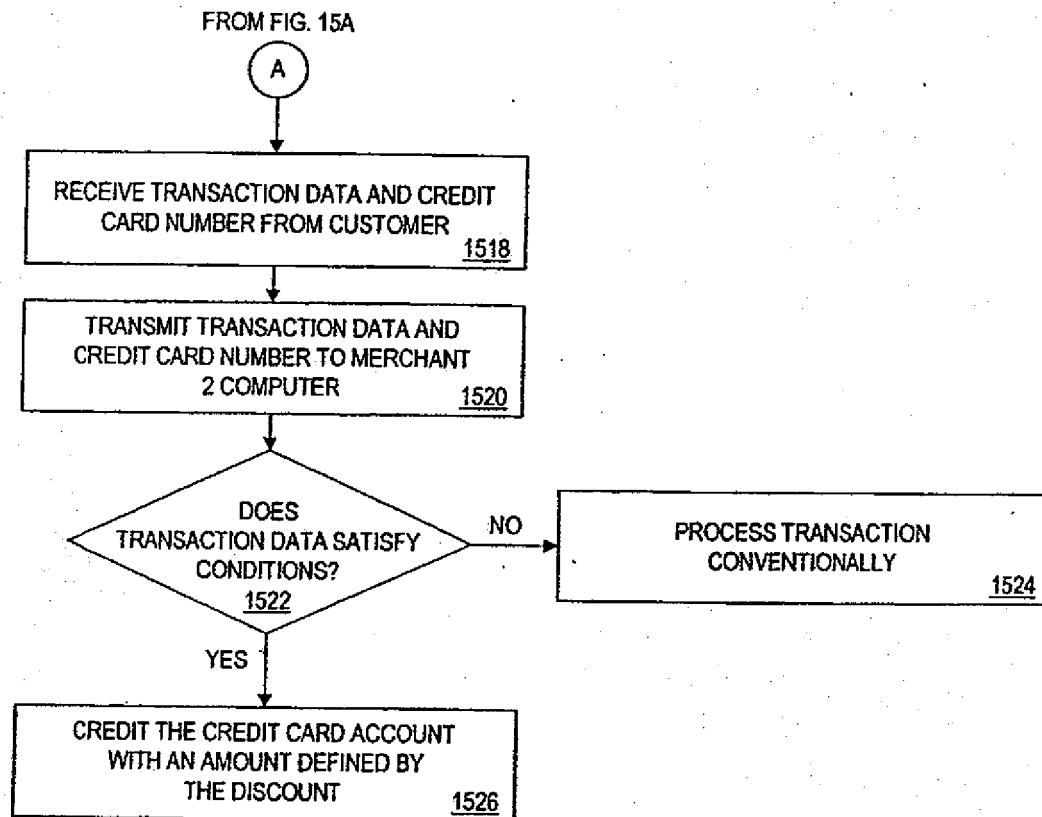 FROM FIG. 15A
A
RECEIVE TRANSACTION DATA AND CREDIT
CARD NUMBER FROM CUSTOMER
1518
TRANSMIT TRANSACTION DATA AND
CREDIT CARD NUMBER TO MERCHANT
2 COMPUTER
1520
DOES
TRANSACTION DATA SATISFY
CONDITIONS?
1522
NO
PROCESS TRANSACTION
CONVENTIONALLY
1524
YES
CREDIT THE CREDIT CARD ACCOUNT
WITH AN AMOUNT DEFINED BY
THE DISCOUNT
1526